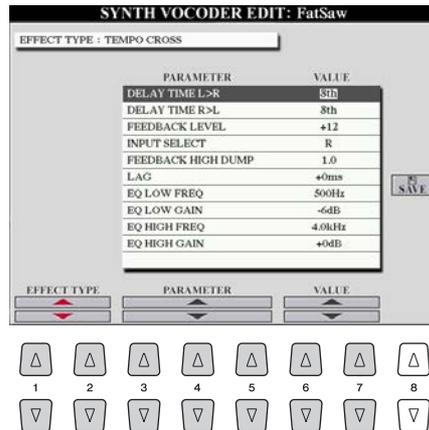 SYNTH VOCODER EDIT: FatSaw
EFFECT TYPE : TEMPO CROSS
PARAMETER VALUE
DELAY TIME L>R 8th
DELAY TIME R>L 8th
FEEDBACK LEVEL +12
INPUT SELECT R
FEEDBACK HIGH DUMP 1.0
LAG +0ms
EQ LOW FREQ 500Hz
EQ LOW GAIN -6dB
EQ HIGH FREQ 4.0kHz
EQ HIGH GAIN +0dB
SAVE
EFFECT TYPE PARAMETER VALUE
1 2 3 4 5 6 7 8